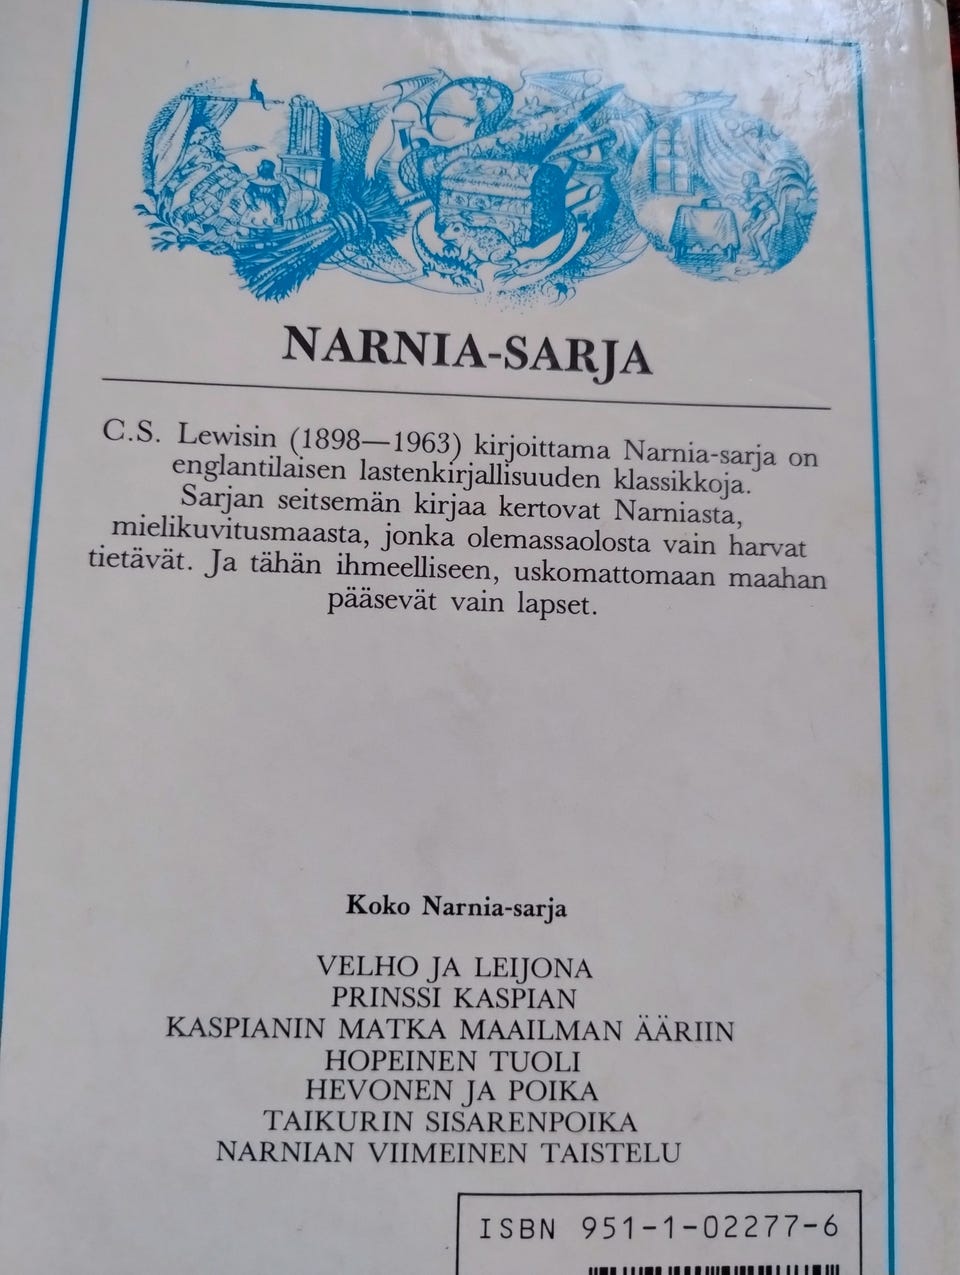 NARNIA-SARJA
C.S. Lewisin (1898—1963) kirjoittama Narnia-sarja on
englantilaisen lastenkirjallisuuden klassikkoja.
Sarjan seitsemän kirjaa kertovat Narniasta,
mielikuvitusmaasta, jonka olemassaolosta vain harvat
tietävät. Ja tähän ihmeelliseen, uskomattomaan maahan
pääsevät vain lapset.
Koko Narnia-sarja
VELHO JA LEIJONA
PRINSSI KASPIAN
KASPIANIN MATKA MAAILMAN ÄÄRIIN
HOPEINEN TUOLI
HEVONEN JA POIKA
TAIKURIN SISARENPOIKA
NARNIAN VIIMEINEN TAISTELU
ISBN 951-1-02277-6